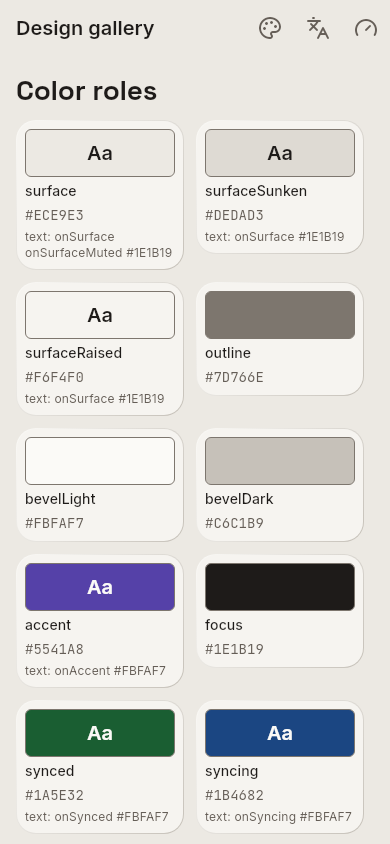 Design gallery
Color roles
Aa
surface
#ECE9E3
text: onSurface
onSurfaceMuted #1E1B19
Aa
surfaceSunken
#DEDAD3
text: onSurface #1E1B19
Aa
surfaceRaised
#F6F4F0
text: onSurface #1E1B19
outline
#7D766E
bevelLight
#FBFAF7
bevelDark
#C6C1B9
Aa
accent
#5541A8
text: onAccent #FBFAF7
focus
#1E1B19
Aa
synced
#1A5E32
text: onSynced #FBFAF7
Aa
syncing
#1B4682
text: onSyncing #FBFAF7